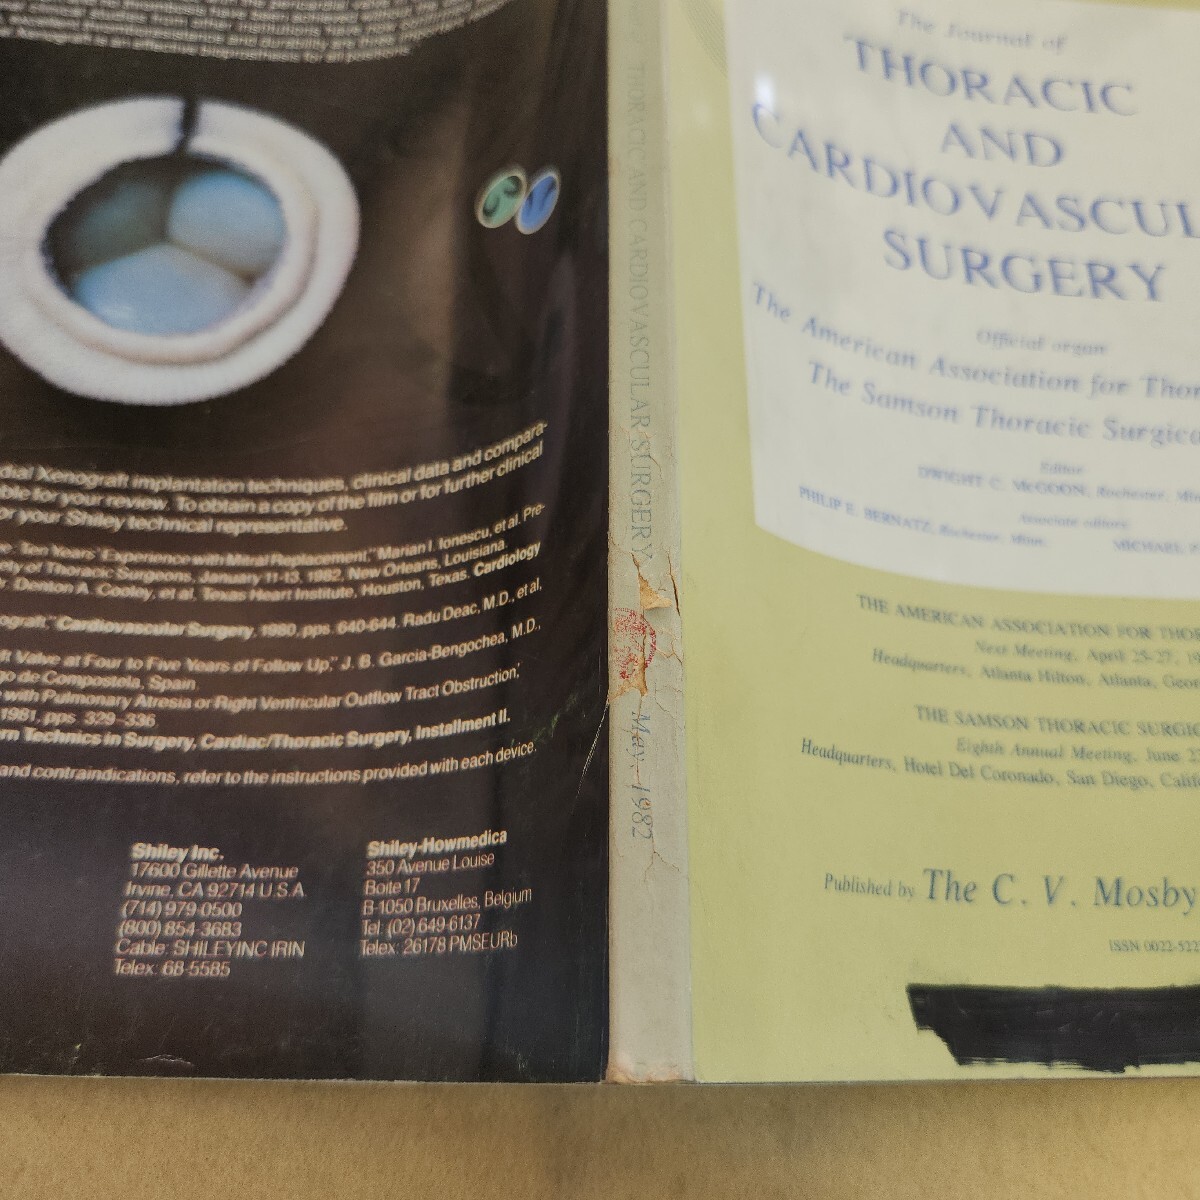 dial Xenograft implantation techniques, clinical data and compara-
ble for your review. To obtain a copy of the film or for further clinical
or your Shiley technical representative.
Ten Years' Experience with Mitral Replacement," Marian I. Ionescu, et al. Pre-
ety of Thoracic Surgeons, January 11-13, 1982, New Orleans, Louisiana.
Denton A. Cooley, et al. Texas Heart Institute, Houston, Texas. Cardiology
ograft," Cardiovascular Surgery, 1980, pps. 640-644. Radu Deac, M.D., et al,
ft Valve at Four to Five Years of Follow Up," J. B. Garcia-Bengochea, M.D.,
go de Compostela, Spain.
with Pulmonary Atresia or Right Ventricular Outflow Tract Obstruction,"
1981, pps 329-336
rn Technics in Surgery, Cardiac/Thoracic Surgery, Installment II.
and contraindications, refer to the instructions provided with each device.
Shiley Inc.
17600 Gillette Avenue
Irvine, CA 92714 U.S.A.
(714) 979-0500
(800) 854-3683
Cable: SHILEYINC IRIN
Telex: 68-5585
Shiley-Howmedica
350 Avenue Louise
Boite 17
B-1050 Bruxelles, Belgium
Tel: (02) 649-6137
Telex: 26178 PMSEURb
THORACIC AND CARDIOVASCULAR SURGERY
May 1982
The Journal of
THORACIC
AND
CARDIOVASCUL
SURGERY
Official organ
The American Association for Thor
The Samson Thoracic Surgica
Editor
DWIGHT C. McGOON, Rochester, Min
Associate editors
PHILIP E. BERNATZ, Rochester, Minn.
MICHAEL
THE AMERICAN ASSOCIATION FOR THOR
Next Meeting, April 25-27, 19
Headquarters, Atlanta Hilton, Atlanta, Geor
THE SAMSON THORACIC SURGIC
Eighth Annual Meeting, June 2
Headquarters, Hotel Del Coronado, San Diego, Calif
Published by The C. V. Mosby
ISSN 0022-522